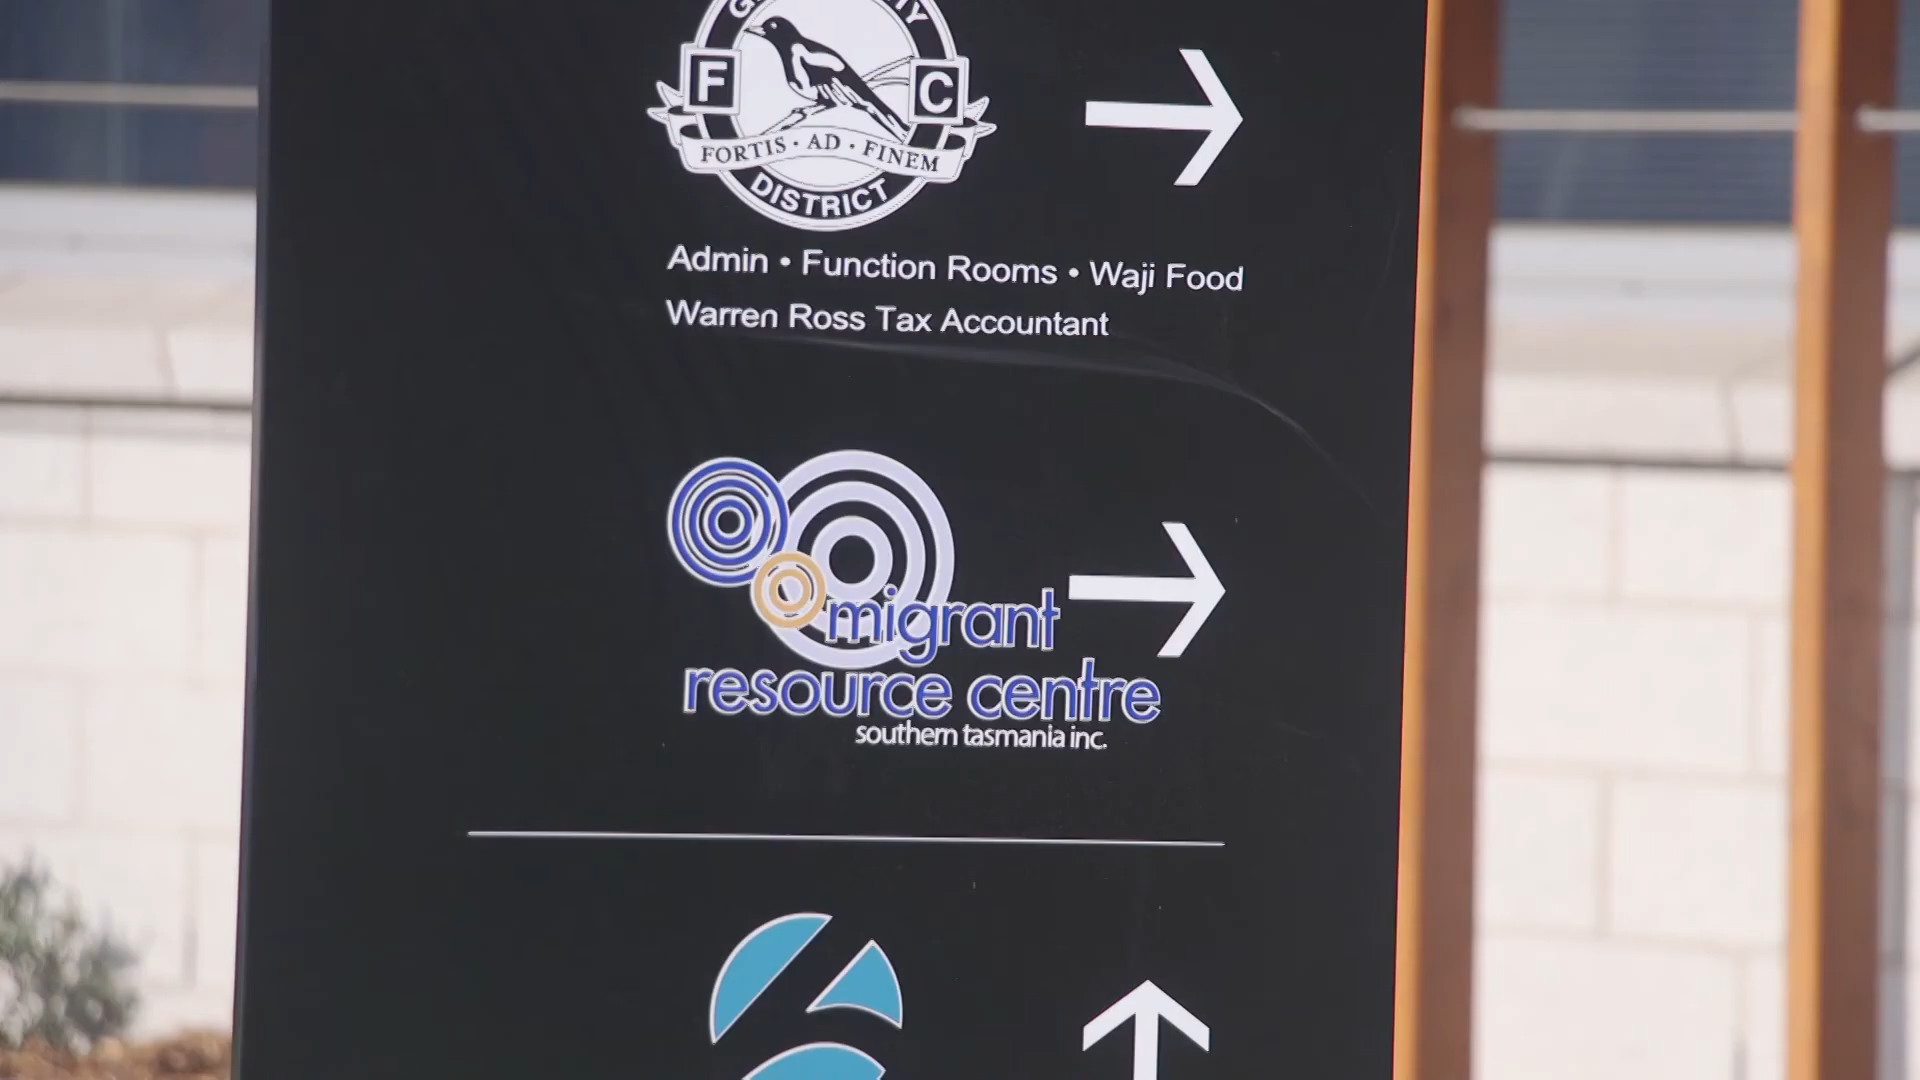 F C
FORTIS · AD · FINEM
DISTRICT
Admin • Function Rooms • Waji Food
Warren Ross Tax Accountant
migrant
resource centre
southern tasmania inc.